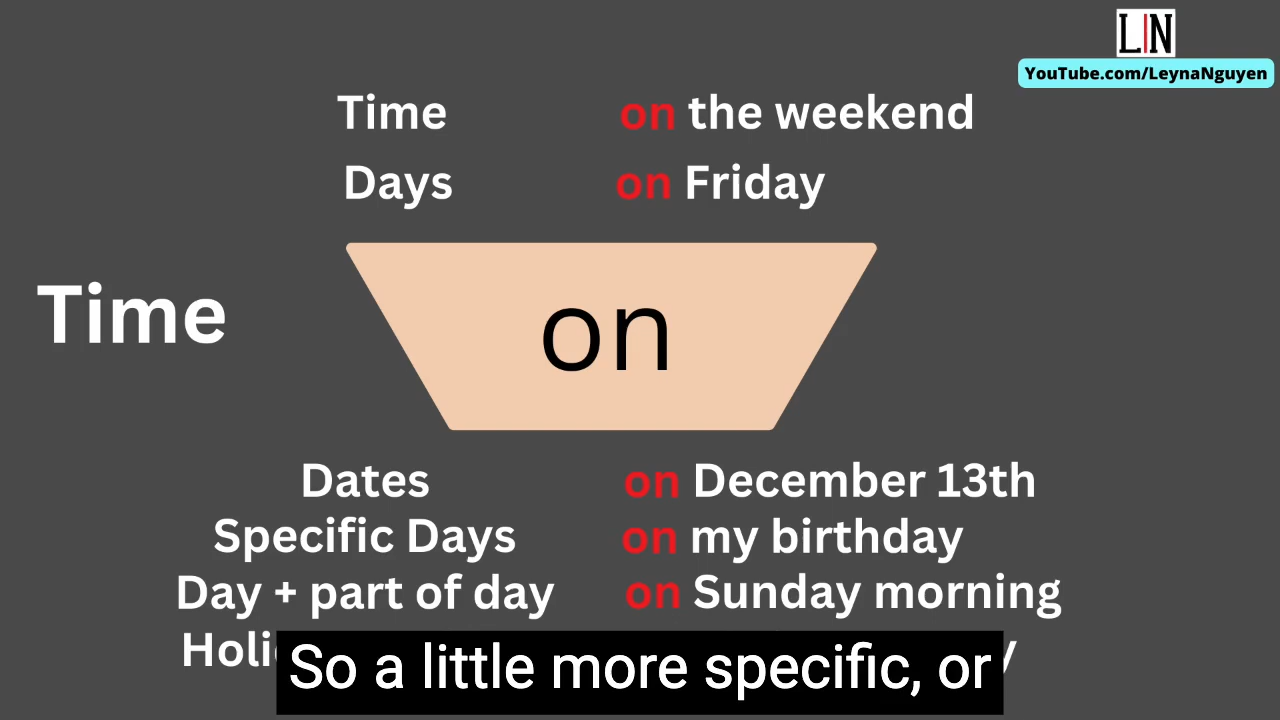 LIN
YouTube.com/LeynaNguyen
Time on the weekend
Days on Friday
Time
on
Dates on December 13th
Specific Days on my birthday
Day + part of day on Sunday morning
So a little more specific, or